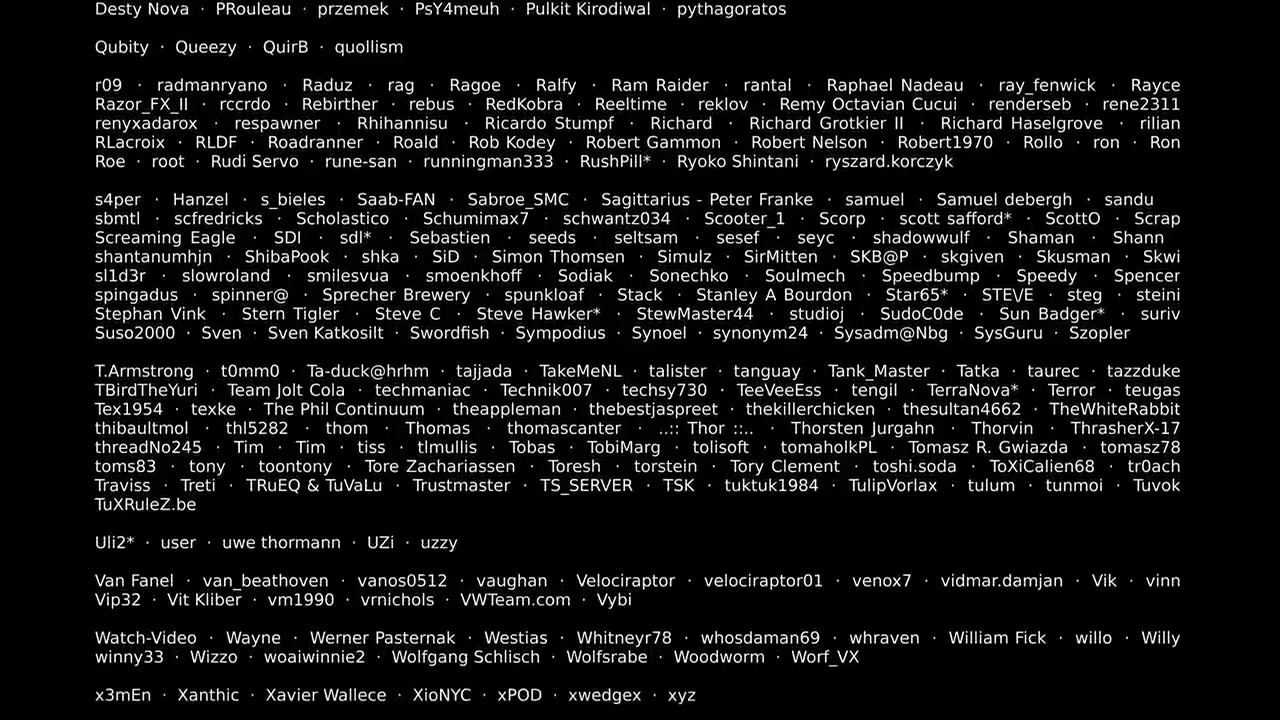 Desty Nova · PRouleau · przemek · PsY4meuh · Pulkit Kirodiwal · pythagoratos
Qubity · Queezy · QuirB · quollism
r09 · radmanryano · Raduz · rag · Ragoe · Ralfy · Ram Raider · rantal · Raphael Nadeau · ray_fenwick · Rayce
Razor_FX_II · rccrdo · Rebirther · rebus · RedKobra · Reeltime · reklov · Remy Octavian Cucui · renderseb · rene2311
renyxadarox · respawner · Rhihannisu · Ricardo Stumpf · Richard · Richard Grotkier II · Richard Haselgrove · rilian
RLacroix · RLDF · Roadranner · Roald · Rob Kodey · Robert Gammon · Robert Nelson · Robert1970 · Rollo · ron · Ron
Roe · root · Rudi Servo · rune-san · runningman333 · RushPill* · Ryoko Shintani · ryszard.korczyk
s4per · Hanzel · s_bieles · Saab-FAN · Sabroe_SMC · Sagittarius - Peter Franke · samuel · Samuel debergh · sandu
sbmtl · scfredricks · Scholastico · Schumimax7 · schwantz034 · Scooter_1 · Scorp · scott safford* · ScottO · Scrap
Screaming Eagle · SDI · sdl* · Sebastien · seeds · seltsam · sesef · seyc · shadowwulf · Shaman · Shann
shantanumhjn · ShibaPook · shka · SiD · Simon Thomsen · Simulz · SirMitten · SKB@P · skgiven · Skusman · Skwi
sl1d3r · slowroland · smilesvua · smoenkhoff · Sodiak · Sonechko · Soulmech · Speedbump · Speedy · Spencer
spingadus · spinner@ · Sprecher Brewery · spunkloaf · Stack · Stanley A Bourdon · Star65* · STE\/E · steg · steini
Stephan Vink · Stern Tigler · Steve C · Steve Hawker* · StewMaster44 · studioj · SudoC0de · Sun Badger* · suriv
Suso2000 · Sven · Sven Katkosilt · Swordfish · Sympodius · Synoel · synonym24 · Sysadm@Nbg · SysGuru · Szopler
T.Armstrong · t0mm0 · Ta-duck@hrhm · tajjada · TakeMeNL · talister · tanguay · Tank_Master · Tatka · taurec · tazzduke
TBirdTheYuri · Team Jolt Cola · techmaniac · Technik007 · techsy730 · TeeVeeEss · tengil · TerraNova* · Terror · teugas
Tex1954 · texke · The Phil Continuum · theappleman · thebestjaspreet · thekillerchicken · thesultan4662 · TheWhiteRabbit
thibaultmol · thl5282 · thom · Thomas · thomascanter · ..:: Thor ::.. · Thorsten Jurgahn · Thorvin · ThrasherX-17
threadNo245 · Tim · Tim · tiss · tlmullis · Tobas · TobiMarg · tolisoft · tomaholkPL · Tomasz R. Gwiazda · tomasz78
toms83 · tony · toontony · Tore Zachariassen · Toresh · torstein · Tory Clement · toshi.soda · ToXiCalien68 · tr0ach
Traviss · Treti · TRuEQ & TuVaLu · Trustmaster · TS_SERVER · TSK · tuktuk1984 · TulipVorlax · tulum · tunmoi · Tuvok
TuXRuleZ.be
Uli2* · user · uwe thormann · UZi · uzzy
Van Fanel · van_beathoven · vanos0512 · vaughan · Velociraptor · velociraptor01 · venox7 · vidmar.damjan · Vik · vinn
Vip32 · Vit Kliber · vm1990 · vrnichols · VWTeam.com · Vybi
Watch-Video · Wayne · Werner Pasternak · Westias · Whitneyr78 · whosdaman69 · whraven · William Fick · willo · Willy
winny33 · Wizzo · woaiwinnie2 · Wolfgang Schlisch · Wolfsrabe · Woodworm · Worf_VX
x3mEn · Xanthic · Xavier Wallece · XioNYC · xPOD · xwedgex · xyz